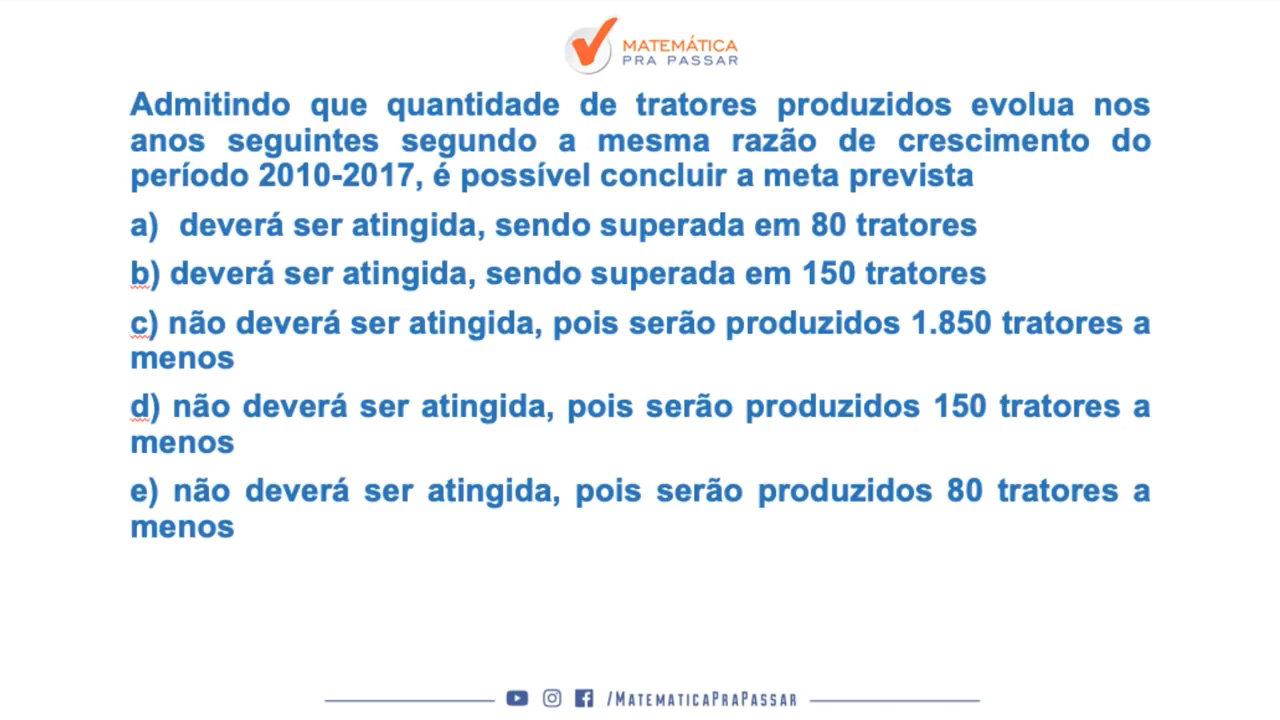 MATEMÁTICA
PRA PASSAR
Admitindo que quantidade de tratores produzidos evolua nos
anos seguintes segundo a mesma razão de crescimento do
período 2010-2017, é possível concluir a meta prevista
a) deverá ser atingida, sendo superada em 80 tratores
b) deverá ser atingida, sendo superada em 150 tratores
c) não deverá ser atingida, pois serão produzidos 1.850 tratores a
menos
d) não deverá ser atingida, pois serão produzidos 150 tratores a
menos
e) não deverá ser atingida, pois serão produzidos 80 tratores a
menos
/MATEMATICAPRAPASSAR